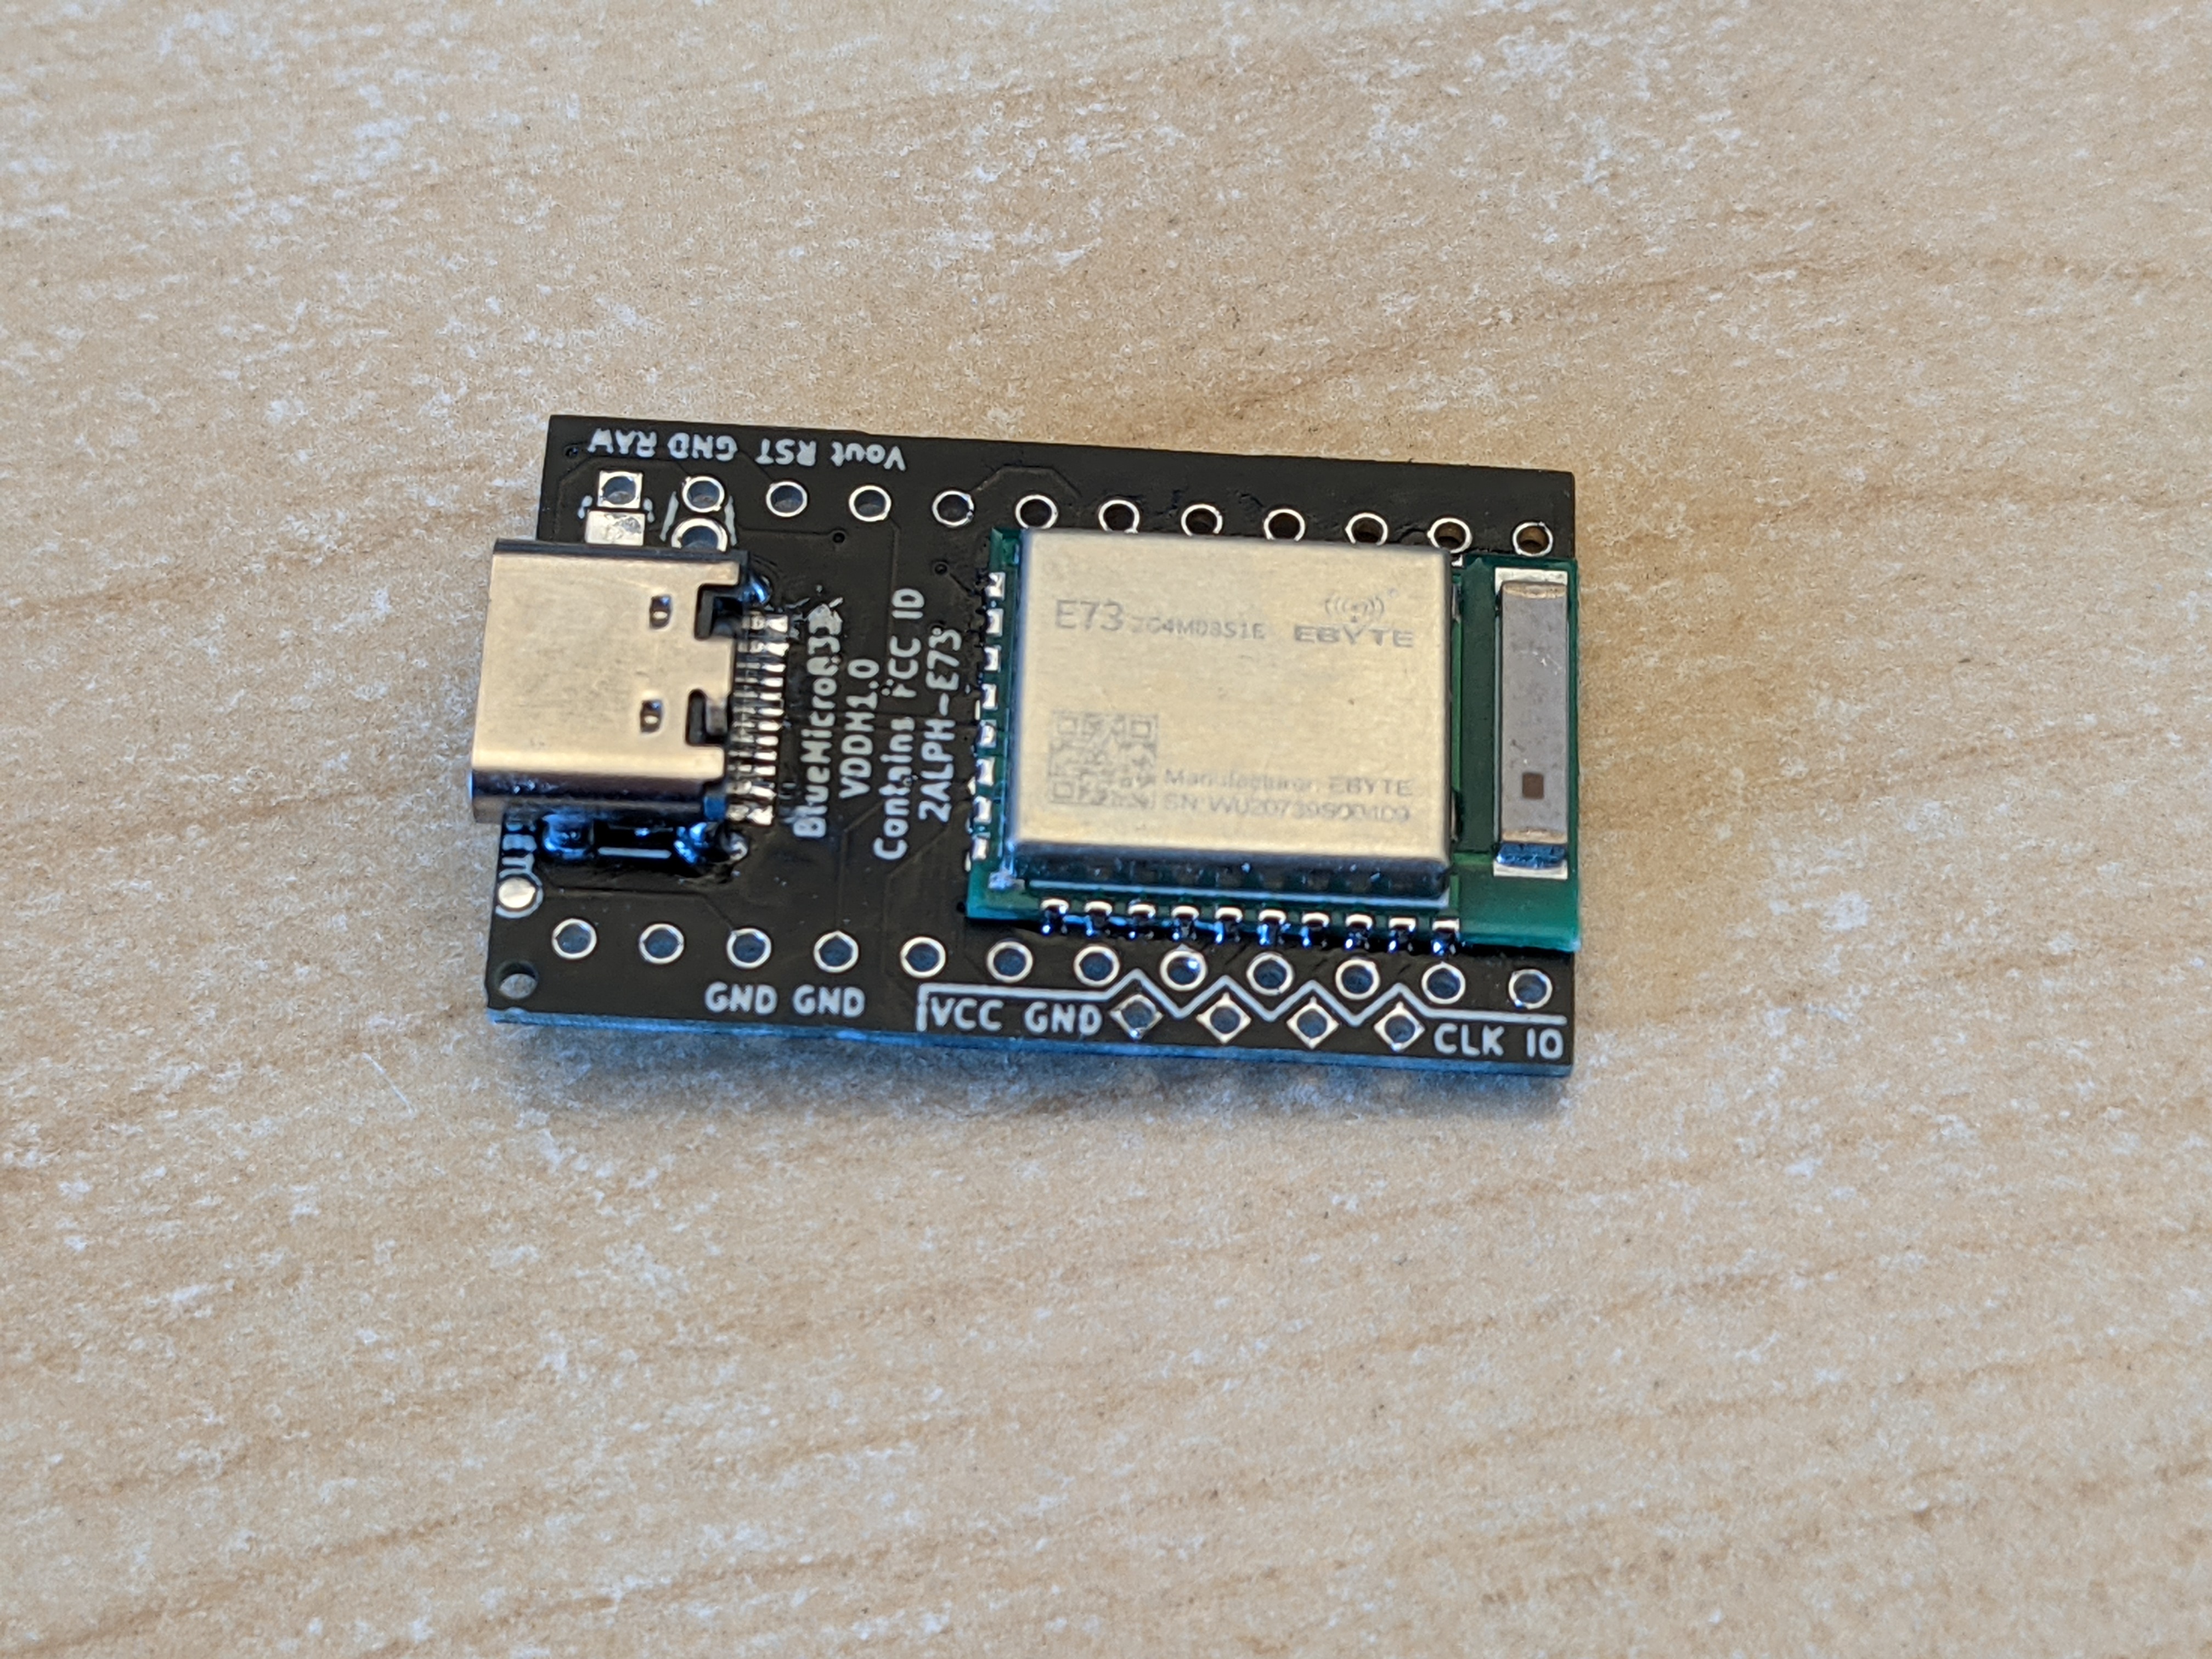 RAW GND RST Vout
BlueMicro833
VDDH1.0
Contains FCC ID
2ALPH-E73
E73-2G4M08S1E
EBYTE
Manufacturer: EBYTE
GND GND
VCC GND
CLK IO